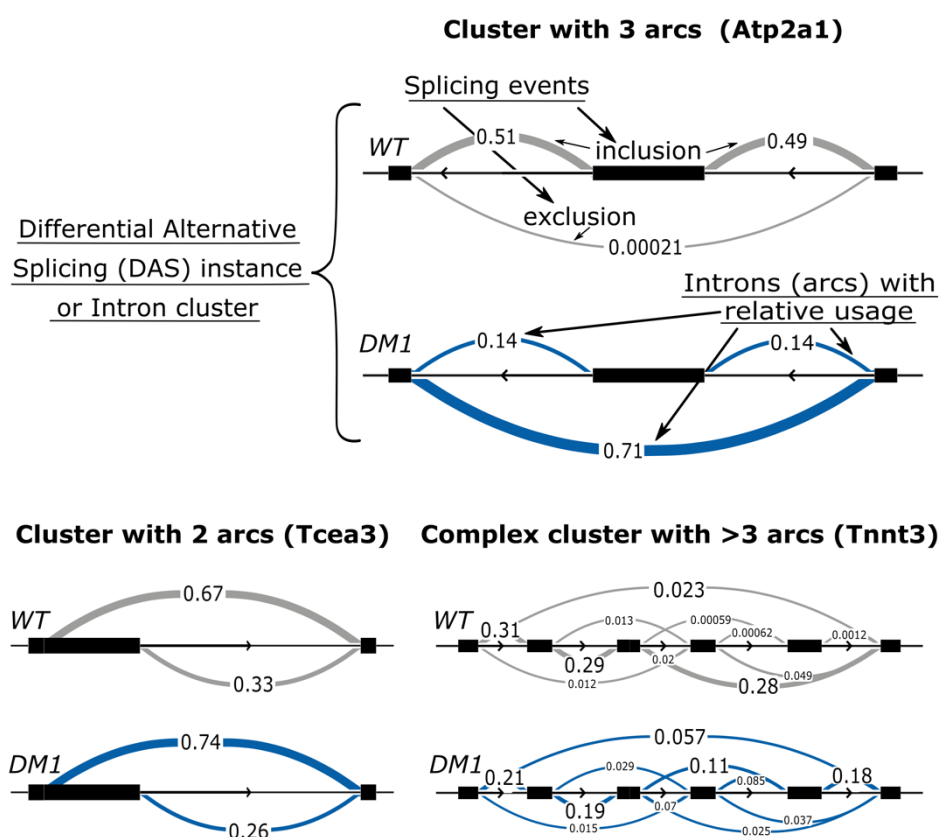 Cluster with 3 arcs (Atp2a1)
Splicing events
WT
0.51
inclusion
0.49
exclusion
0.00021
Differential Alternative
Splicing (DAS) instance
or Intron cluster
Introns (arcs) with
relative usage
DM1
0.14
0.14
0.71
Cluster with 2 arcs (Tcea3)
WT
0.67
0.33
DM1
0.74
0.26
Complex cluster with >3 arcs (Tnnt3)
WT
0.023
0.31
0.013
0.00059
0.00062
0.0012
0.29
0.02
0.012
0.049
0.28
DM1
0.057
0.21
0.029
0.11
0.085
0.18
0.19
0.07
0.015
0.037
0.025